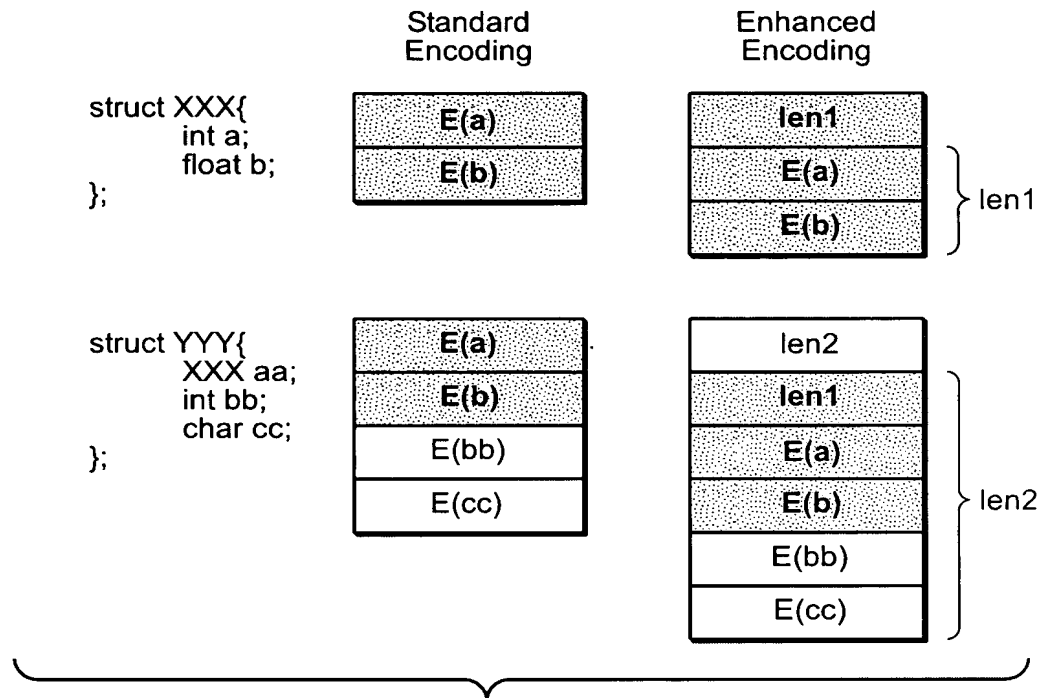 Standard
Encoding
Enhanced
Encoding
struct XXX{
int a;
float b;
};
E(a)
E(b)
len1
E(a)
E(b)
len1
struct YYY{
XXX aa;
int bb;
char cc;
};
E(a)
E(b)
E(bb)
E(cc)
len2
len1
E(a)
E(b)
E(bb)
E(cc)
len2